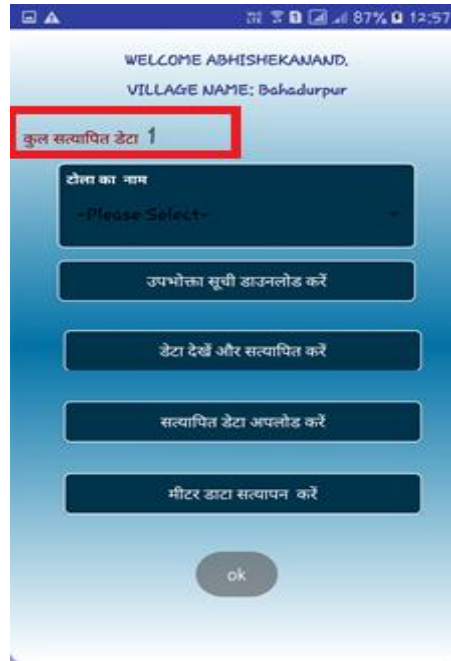 87% 12:57
WELCOME ABHISHEKANAND,
VILLAGE NAME: Bahadurpur
कुल सत्यापित डेटा 1
टोला का नाम
-Please Select-
उपभोक्ता सूची डाउनलोड करें
डेटा देखें और सत्यापित करें
सत्यापित डेटा अपलोड करें
मीटर डाटा सत्यापन करें
ok